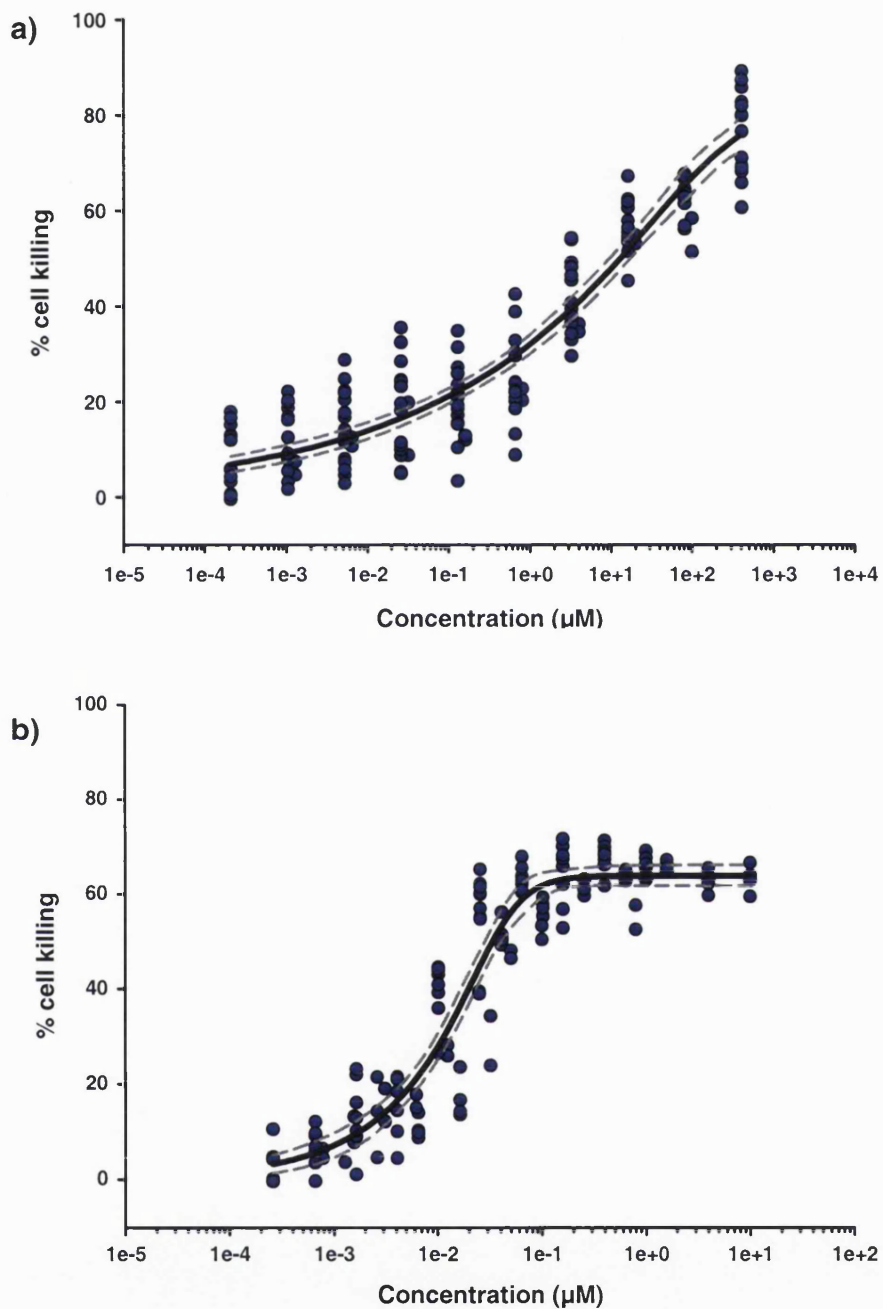 a)
100
80
60
40
20
0
% cell killing
1e-5 1e-4 1e-3 1e-2 1e-1 1e+0 1e+1 1e+2 1e+3 1e+4
Concentration (µM)
b)
100
80
60
40
20
0
% cell killing
1e-5 1e-4 1e-3 1e-2 1e-1 1e+0 1e+1 1e+2
Concentration (µM)